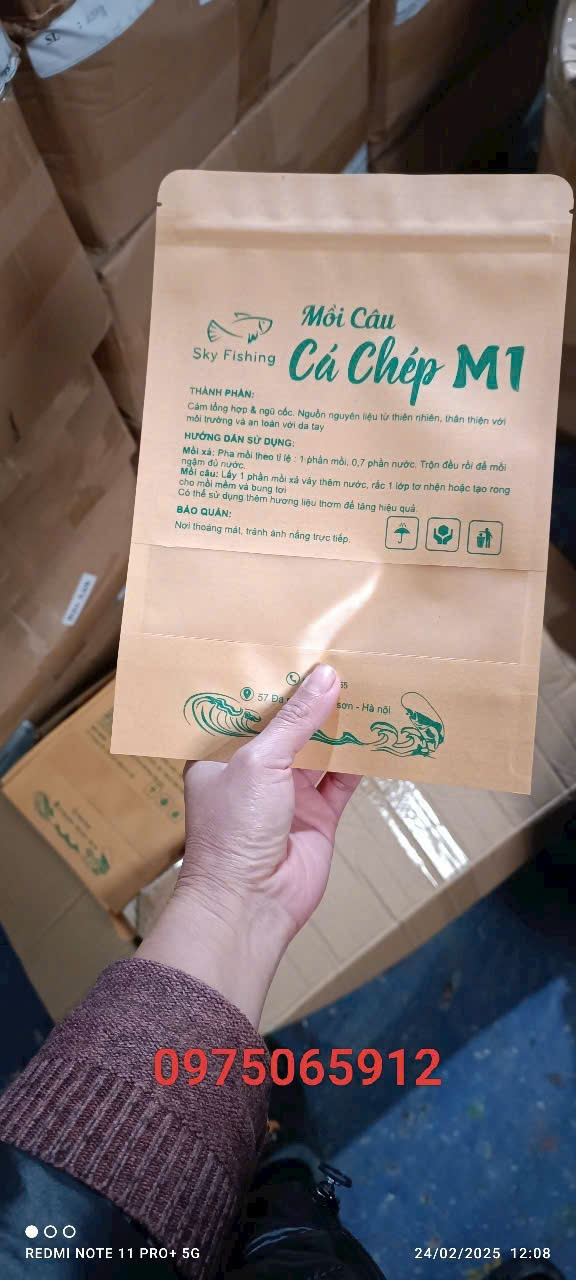 Sky Fishing
Mồi Câu
Cá Chép M1
THÀNH PHẦN:
Cám tổng hợp & ngũ cốc. Nguồn nguyên liệu từ thiên nhiên, thân thiện với
môi trường và an toàn với da tay
HƯỚNG DẪN SỬ DỤNG:
Mồi xả: Pha mồi theo tỉ lệ : 1 phần mồi, 0,7 phần nước. Trộn đều rồi để mồi
ngậm đủ nước.
Mồi câu: Lấy 1 phần mồi xả vảy thêm nước, rắc 1 lớp tơ nhện hoặc tạo rong
cho mồi mềm và bung tơi
Có thể sử dụng thêm hương liệu thơm để tăng hiệu quả.
BẢO QUẢN:
Nơi thoáng mát, tránh ánh nắng trực tiếp.
55
57 Đa sơn - Hà nội
0975065912
REDMI NOTE 11 PRO+ 5G
24/02/2025 12:08